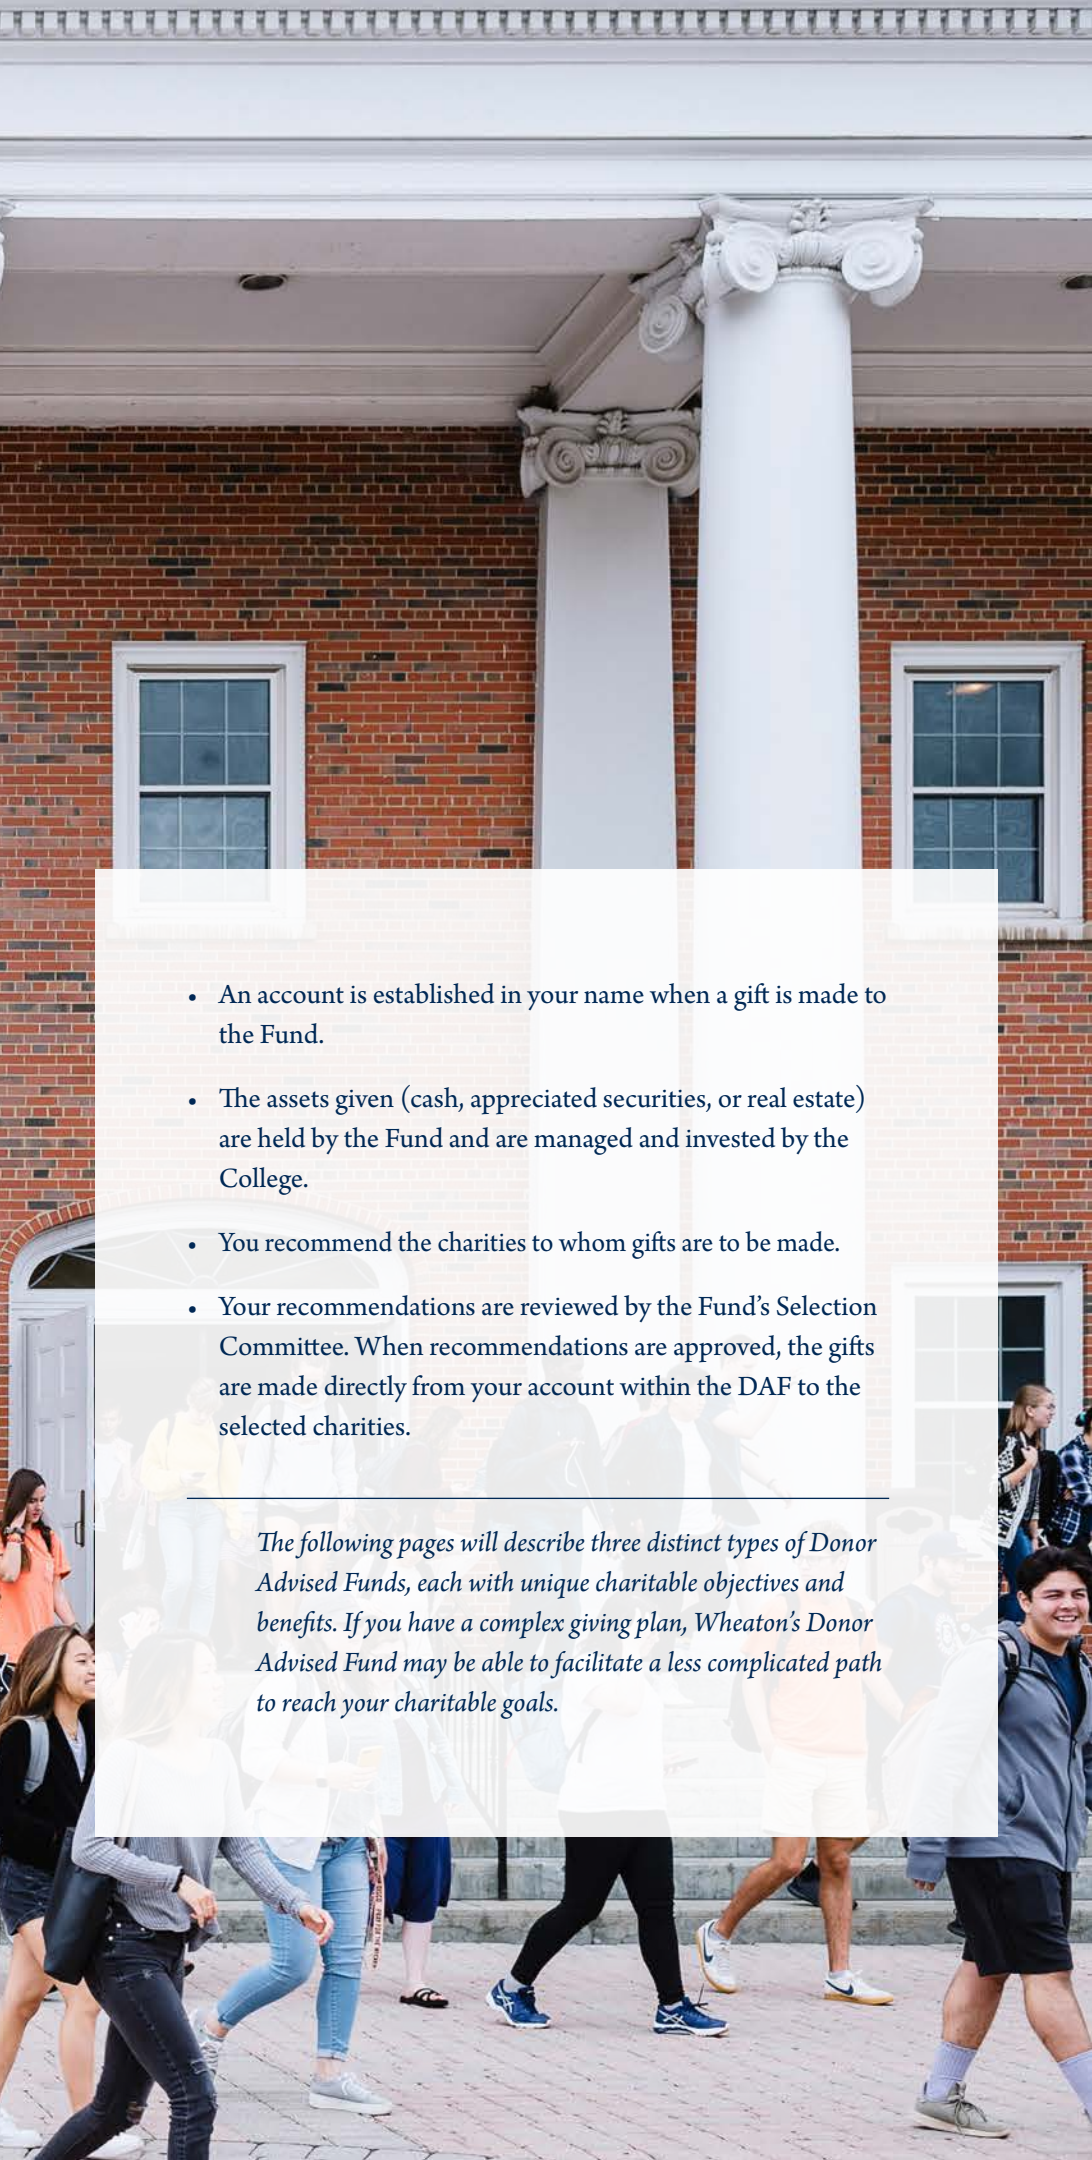 • An account is established in your name when a gift is made to
the Fund.
• The assets given (cash, appreciated securities, or real estate)
are held by the Fund and are managed and invested by the
College.
• You recommend the charities to whom gifts are to be made.
• Your recommendations are reviewed by the Fund’s Selection
Committee. When recommendations are approved, the gifts
are made directly from your account within the DAF to the
selected charities.
The following pages will describe three distinct types of Donor
Advised Funds, each with unique charitable objectives and
benefits. If you have a complex giving plan, Wheaton’s Donor
Advised Fund may be able to facilitate a less complicated path
to reach your charitable goals.